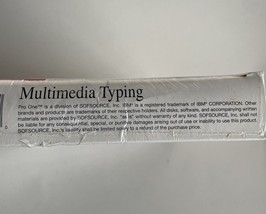 Multimedia Typing
Pro One™ is a division of SOFSOURCE, Inc. IBM® is a registered trademark of IBM® CORPORATION. Other
brands and products are trademarks of their respective holders. All disks, software, and accompanying written
materials are provided by SOFSOURCE, Inc. "as is" without warranty of any kind. SOFSOURCE, Inc. shall not
be liable for any consequential, special, or punitive damages arising out of use or inability to use this product.
SOFSOURCE, Inc.'s liability shall be limited solely to a refund of the purchase price.